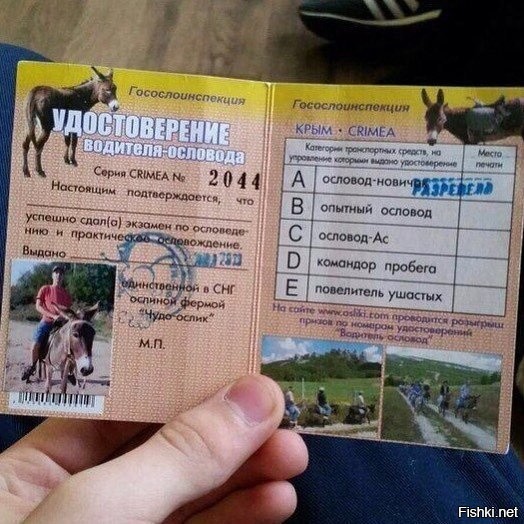 Госослоинспекция
УДОСТОВЕРЕНИЕ
водителя-ословода
Серия CRIMEA № 2044
Настоящим подтверждается, что
успешно сдал(а) экзамен по ословеде-
нию и практическое ословождение.
Выдано
единственной в СНГ
ослиной фермой
"Чудо-ослик"
М.П.
Госослоинспекция
КРЫМ • CRIMEA
Категории транспортных средств, на
управление которыми выдано удостоверение
Место
печати
A ословод-новичок РАЗРЕШЕНО
B опытный ословод
C ословод-Ас
D командор пробега
E повелитель ушастых
На сайте www.osliki.com проводится розыгрыш
призов по номерам удостоверений
"Водитель-ословод"
Fishki.net